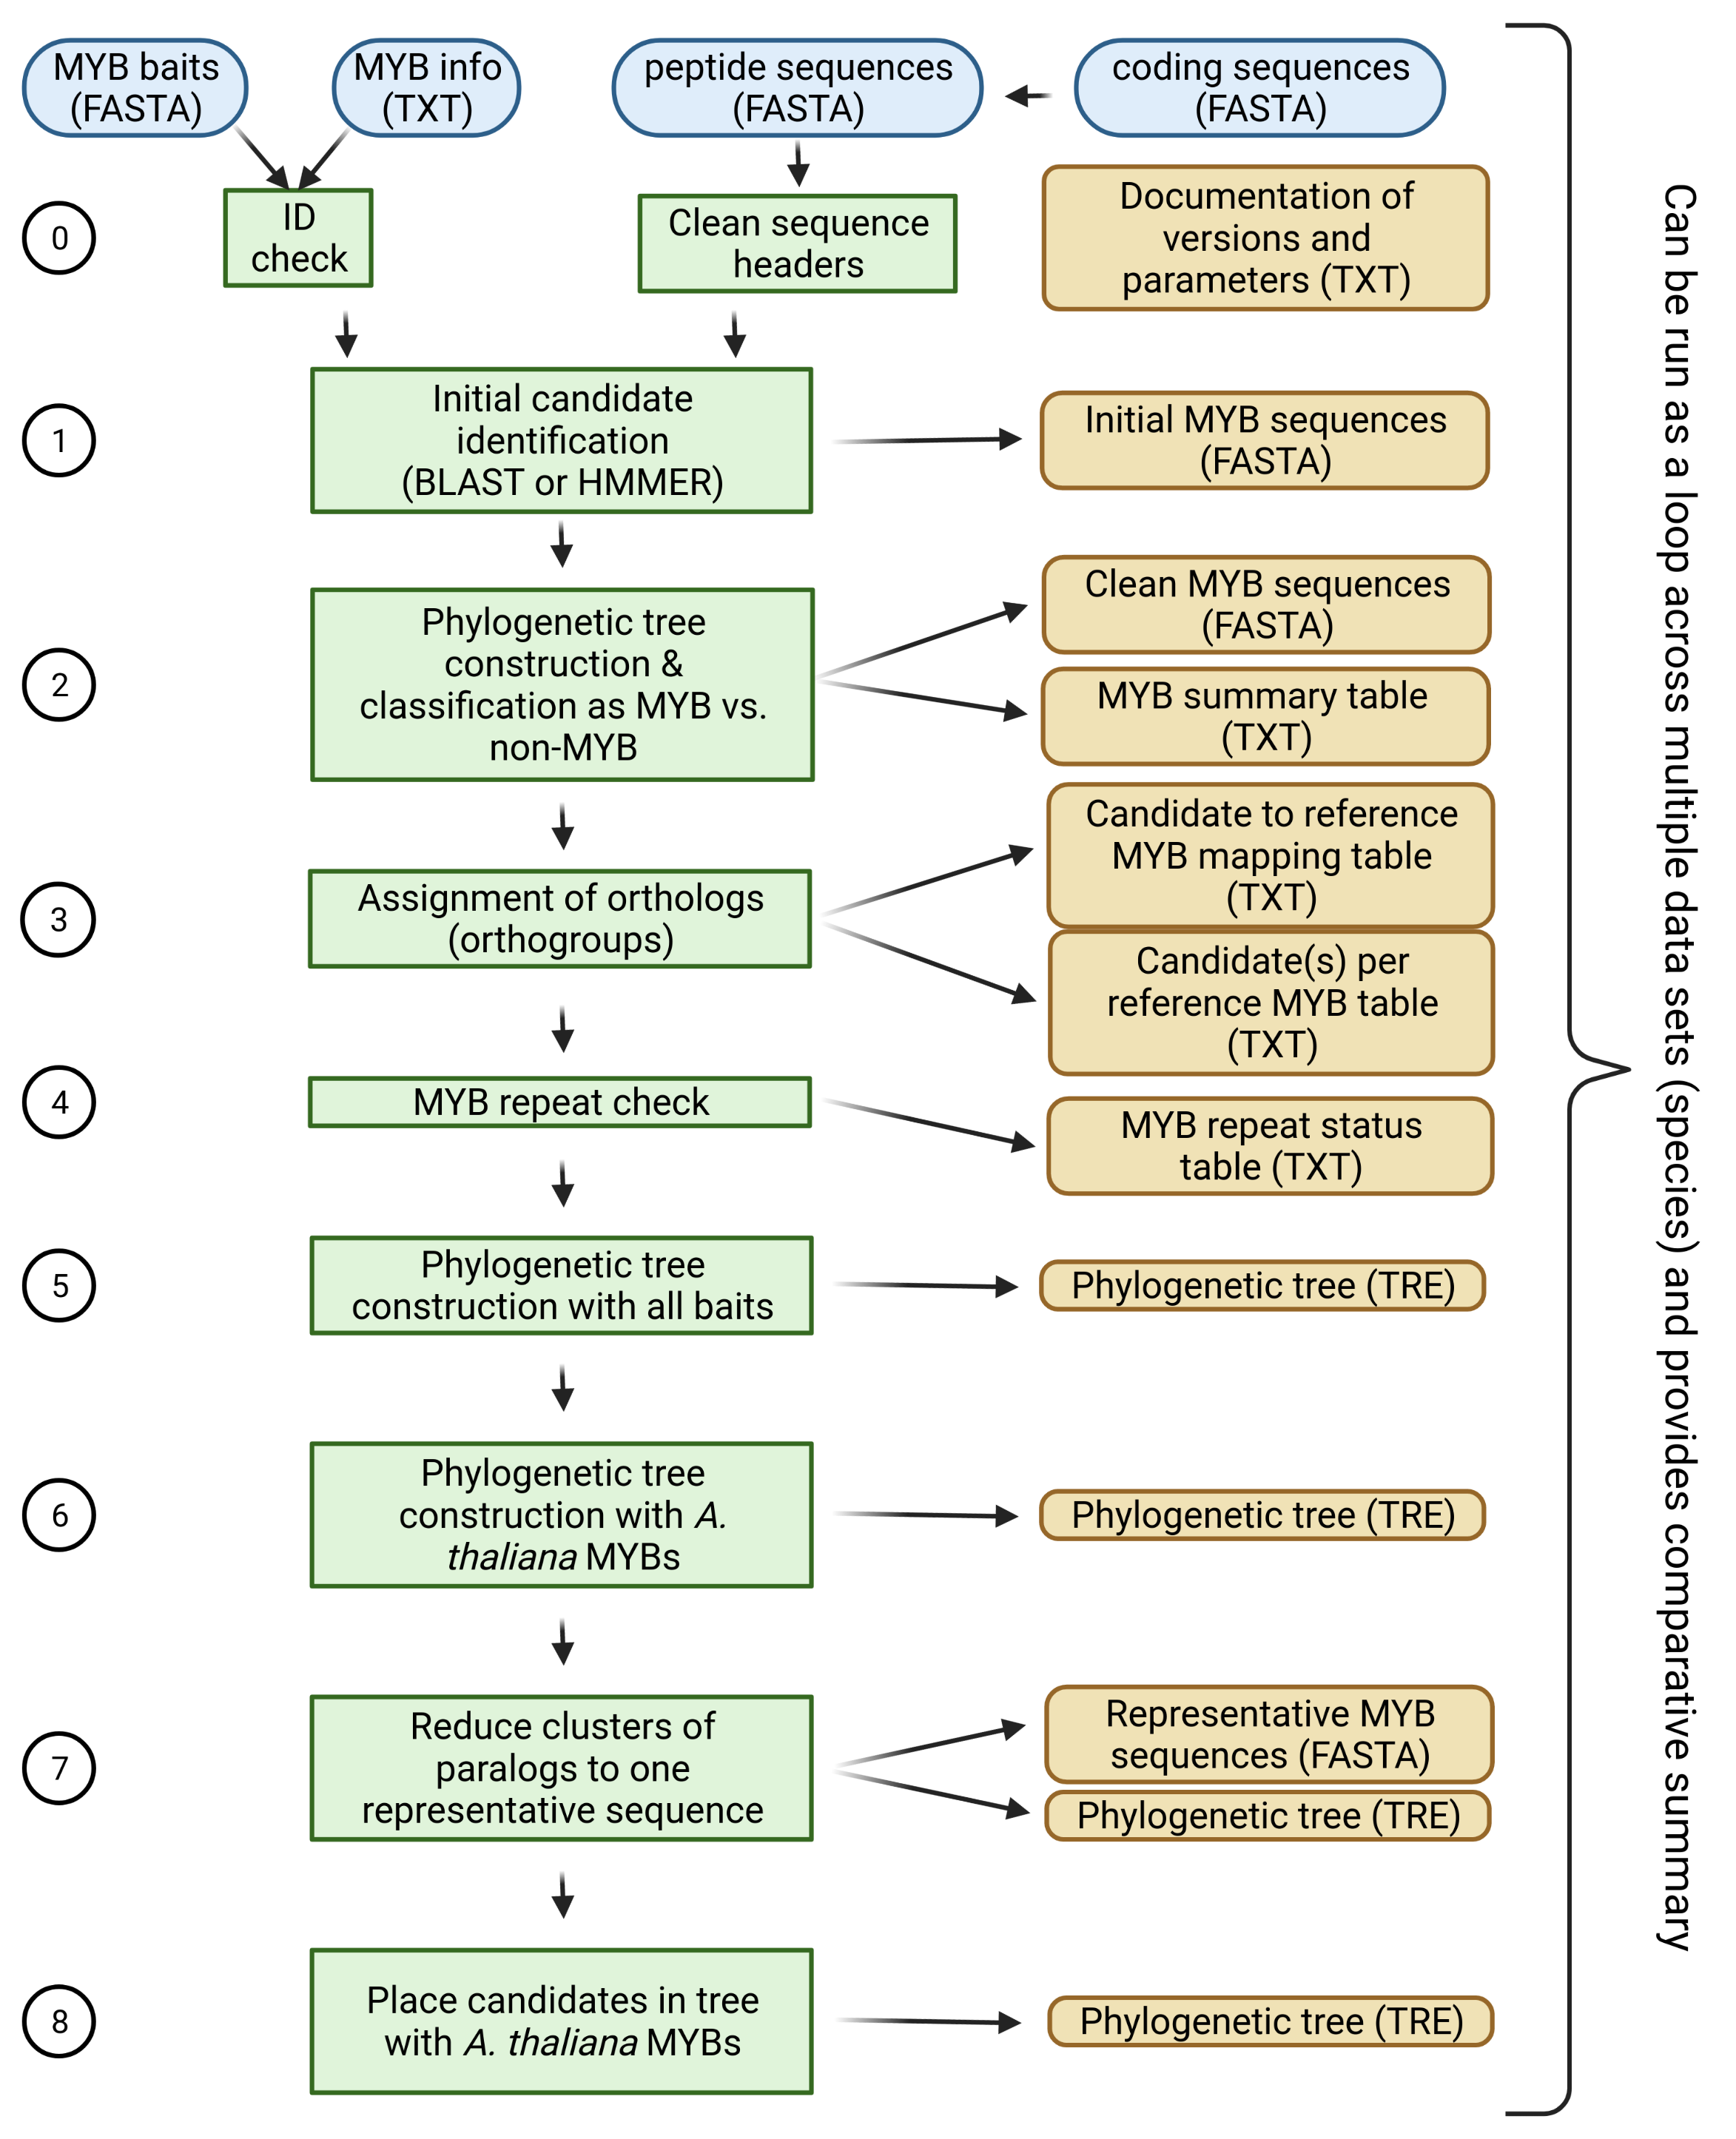 MYB baits
(FASTA)
MYB info
(TXT)
peptide sequences
(FASTA)
coding sequences
(FASTA)
0
ID
check
Clean sequence
headers
Documentation of
versions and
parameters (TXT)
1
Initial candidate
identification
(BLAST or HMMER)
Initial MYB sequences
(FASTA)
2
Phylogenetic tree
construction &
classification as MYB vs.
non-MYB
Clean MYB sequences
(FASTA)
MYB summary table
(TXT)
3
Assignment of orthologs
(orthogroups)
Candidate to reference
MYB mapping table
(TXT)
Candidate(s) per
reference MYB table
(TXT)
4
MYB repeat check
MYB repeat status
table (TXT)
5
Phylogenetic tree
construction with all baits
Phylogenetic tree (TRE)
6
Phylogenetic tree
construction with A.
thaliana MYBs
Phylogenetic tree (TRE)
7
Reduce clusters of
paralogs to one
representative sequence
Representative MYB
sequences (FASTA)
Phylogenetic tree (TRE)
8
Place candidates in tree
with A. thaliana MYBs
Phylogenetic tree (TRE)
Can be run as a loop across multiple data sets (species) and provides comparative summary